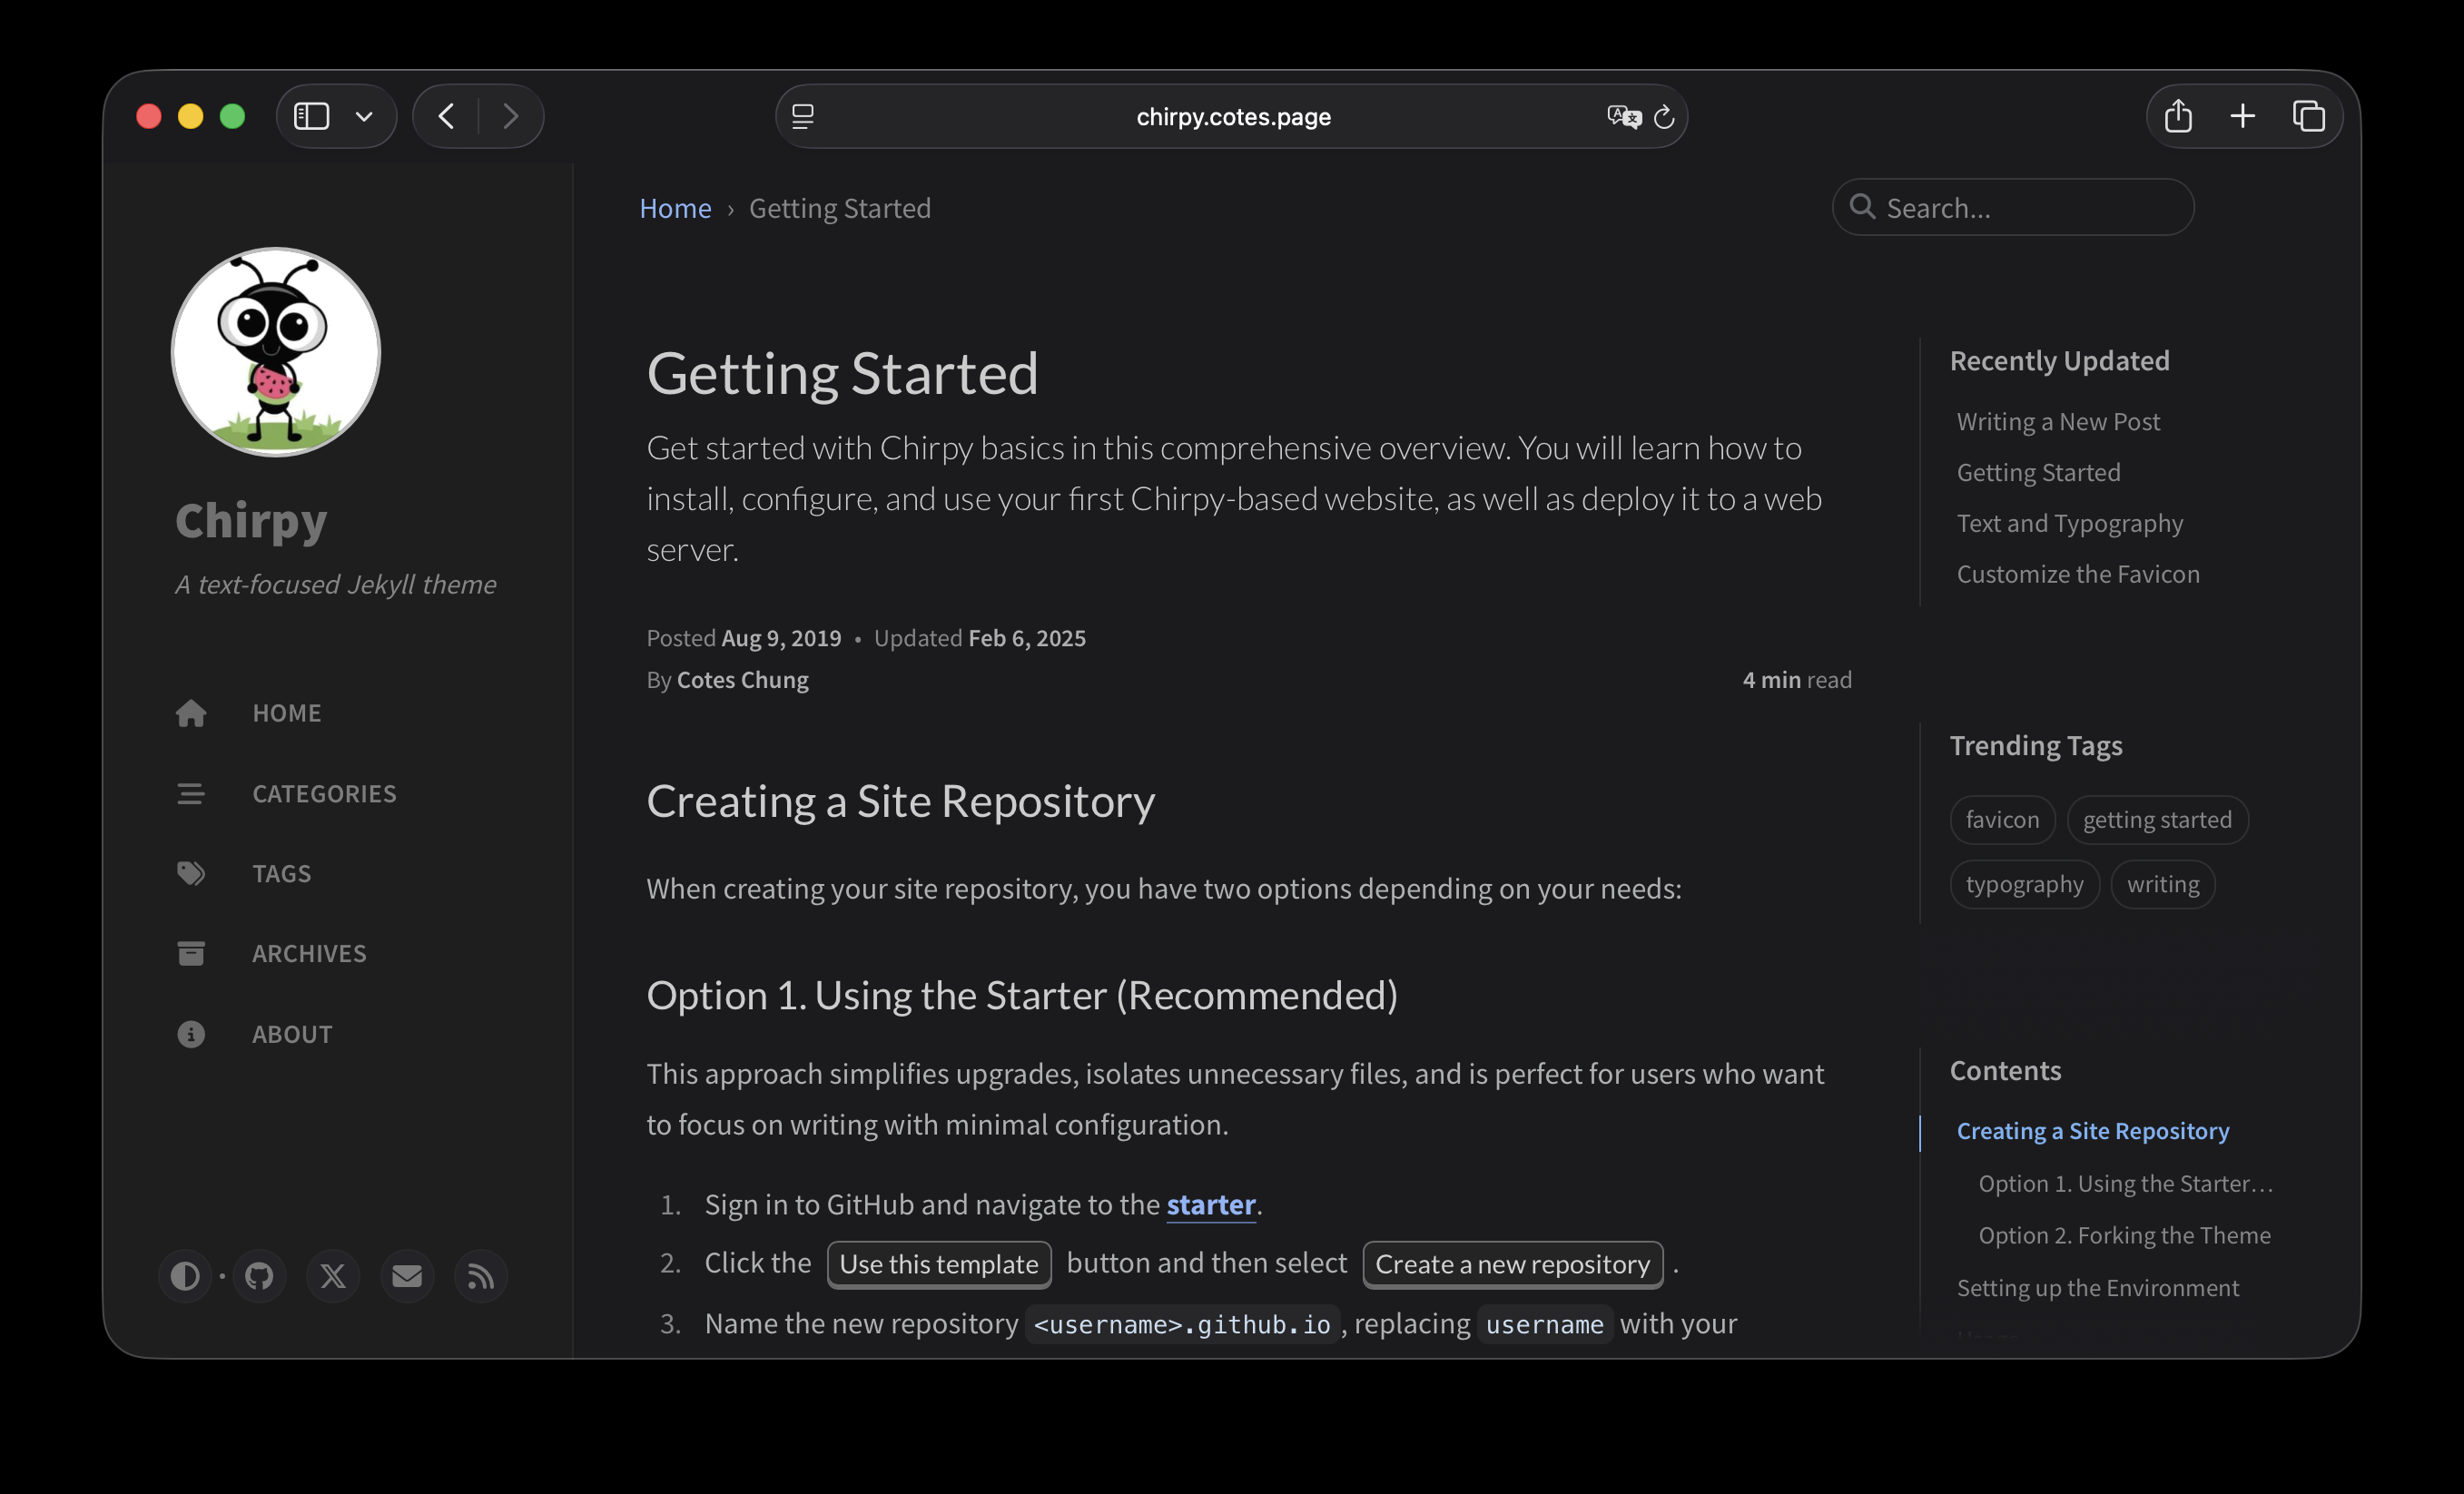 chirpy.cotes.page
Home › Getting Started
Search...
Chirpy
A text-focused Jekyll theme
HOME
CATEGORIES
TAGS
ARCHIVES
ABOUT
Getting Started
Get started with Chirpy basics in this comprehensive overview. You will learn how to
install, configure, and use your first Chirpy-based website, as well as deploy it to a web
server.
Posted Aug 9, 2019 • Updated Feb 6, 2025
By Cotes Chung
4 min read
Creating a Site Repository
When creating your site repository, you have two options depending on your needs:
Option 1. Using the Starter (Recommended)
This approach simplifies upgrades, isolates unnecessary files, and is perfect for users who want
to focus on writing with minimal configuration.
1. Sign in to GitHub and navigate to the starter.
2. Click the Use this template button and then select Create a new repository .
3. Name the new repository <username>.github.io, replacing username with your
Recently Updated
Writing a New Post
Getting Started
Text and Typography
Customize the Favicon
Trending Tags
favicon
getting started
typography
writing
Contents
Creating a Site Repository
Option 1. Using the Starter…
Option 2. Forking the Theme
Setting up the Environment